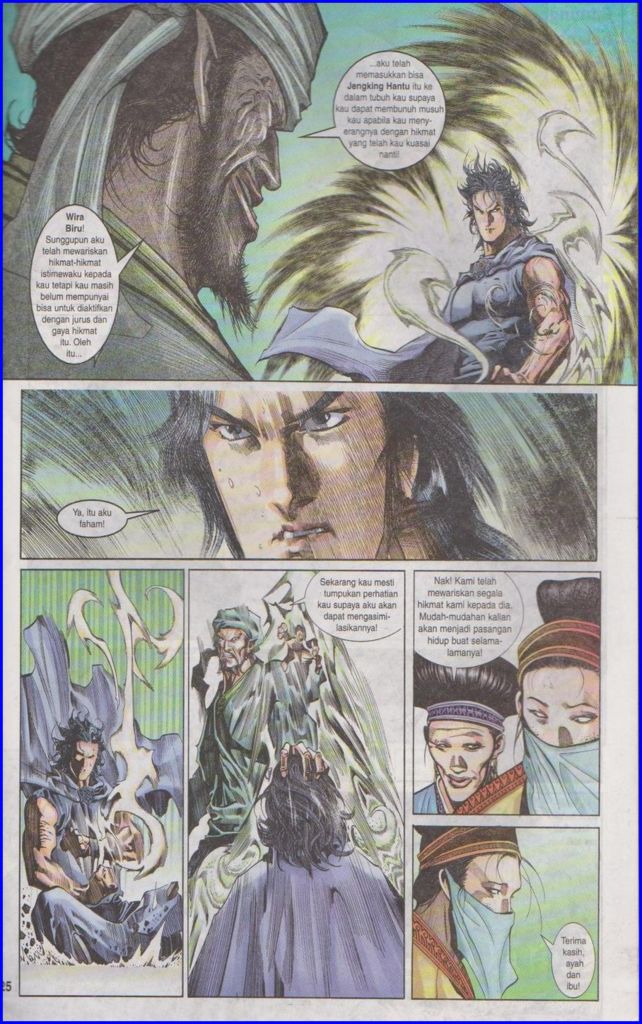 Wira
Biru!
Sunggupun aku
telah mewariskan
hikmat-hikmat
istimewaku kepada
kau tetapi kau masih
belum mempunyai
bisa untuk diaktifkan
dengan jurus dan
gaya hikmat
itu. Oleh
itu...
...aku telah
memasukkan bisa
Jengking Hantu itu ke
dalam tubuh kau supaya
kau dapat membunuh musuh
kau apabila kau meny-
erangnya dengan hikmat
yang telah kau kuasai
nanti!
Ya, itu aku
faham!
Sekarang kau mesti
tumpukan perhatian
kau supaya aku akan
dapat mengasimi-
lasikannya!
Nak! Kami telah
mewariskan segala
hikmat kami kepada dia.
Mudah-mudahan kalian
akan menjadi pasangan
hidup buat selama-
lamanya!
Terima
kasih,
ayah
dan
ibu!
25